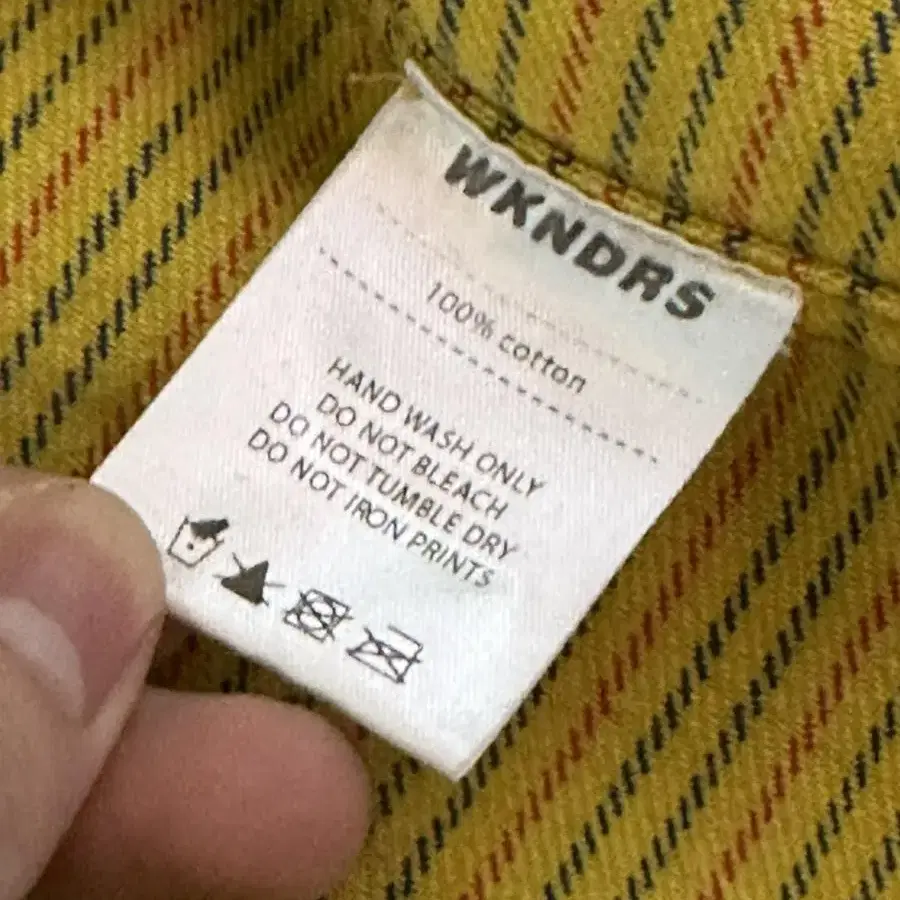 WKNDRS
100% cotton
HAND WASH ONLY
DO NOT BLEACH
DO NOT TUMBLE DRY
DO NOT IRON PRINTS